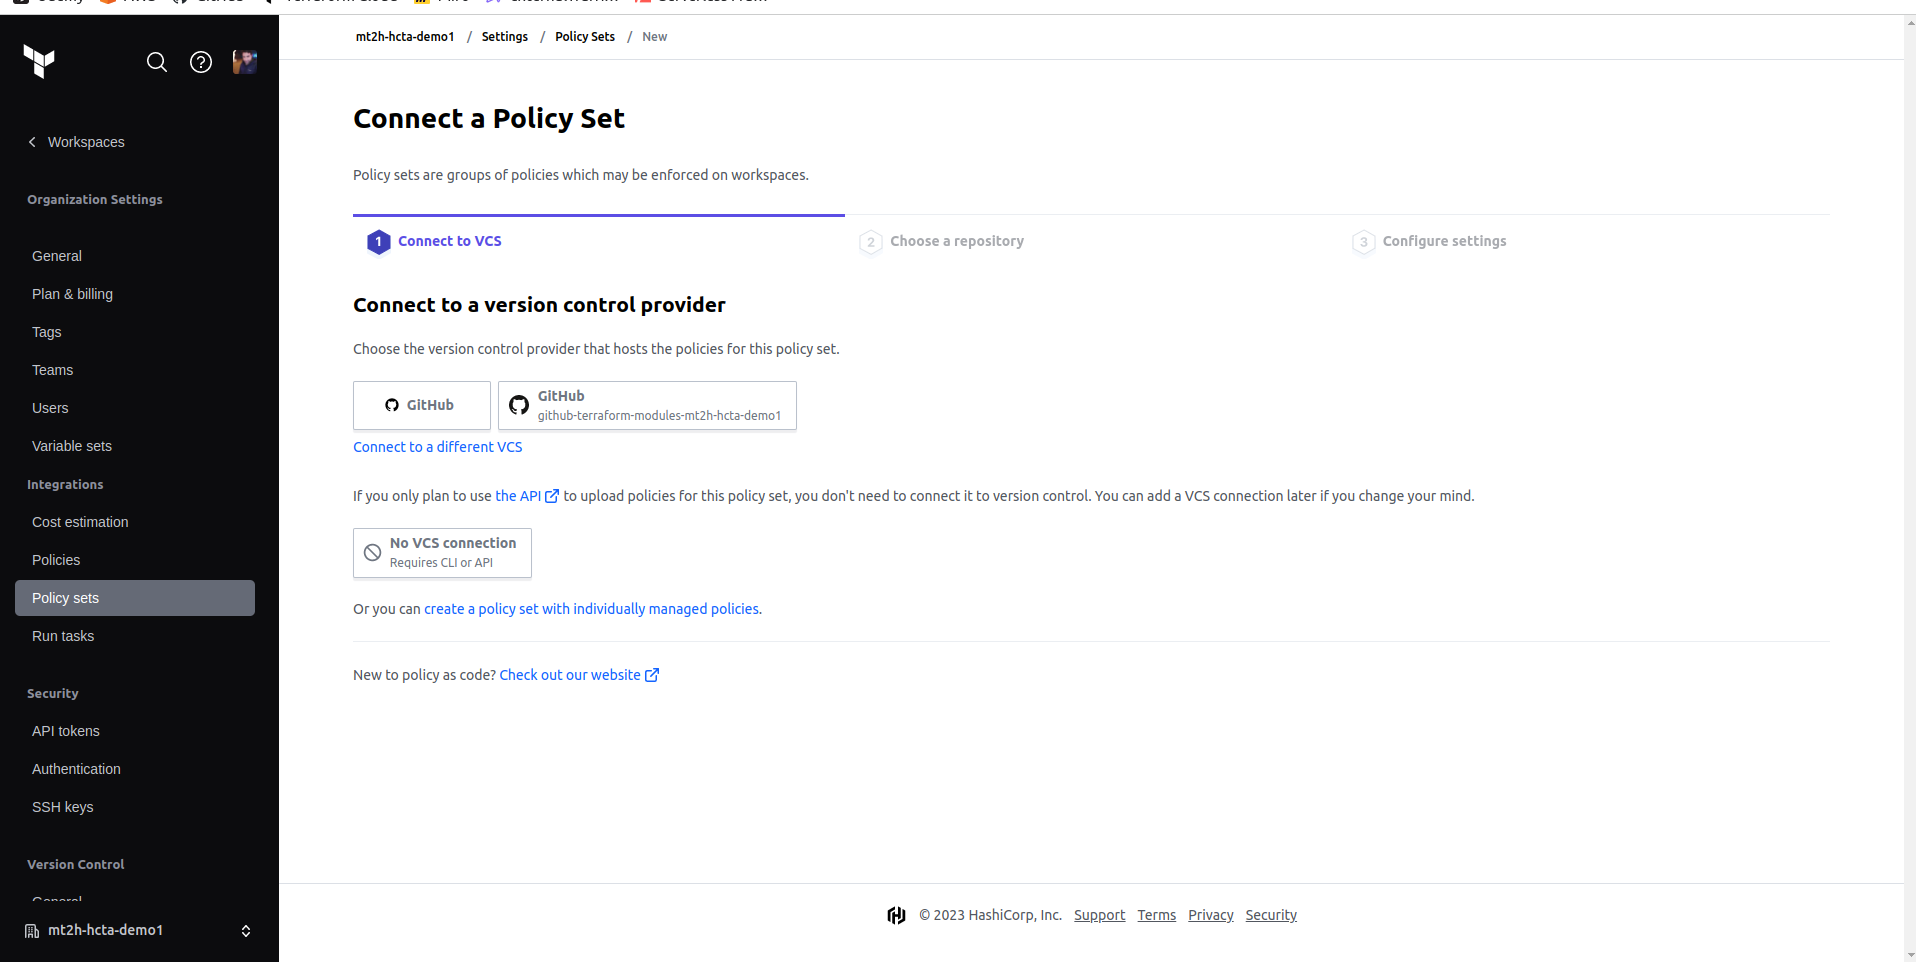 mt2h-hcta-demo1 / Settings / Policy Sets / New
Workspaces
Organization Settings
General
Plan & billing
Tags
Teams
Users
Variable sets
Integrations
Cost estimation
Policies
Policy sets
Run tasks
Security
API tokens
Authentication
SSH keys
Version Control
General
mt2h-hcta-demo1
Connect a Policy Set
Policy sets are groups of policies which may be enforced on workspaces.
1 Connect to VCS
2 Choose a repository
3 Configure settings
Connect to a version control provider
Choose the version control provider that hosts the policies for this policy set.
GitHub
GitHub
github-terraform-modules-mt2h-hcta-demo1
Connect to a different VCS
If you only plan to use the API to upload policies for this policy set, you don't need to connect it to version control. You can add a VCS connection later if you change your mind.
No VCS connection
Requires CLI or API
Or you can create a policy set with individually managed policies.
New to policy as code? Check out our website
© 2023 HashiCorp, Inc. Support Terms Privacy Security